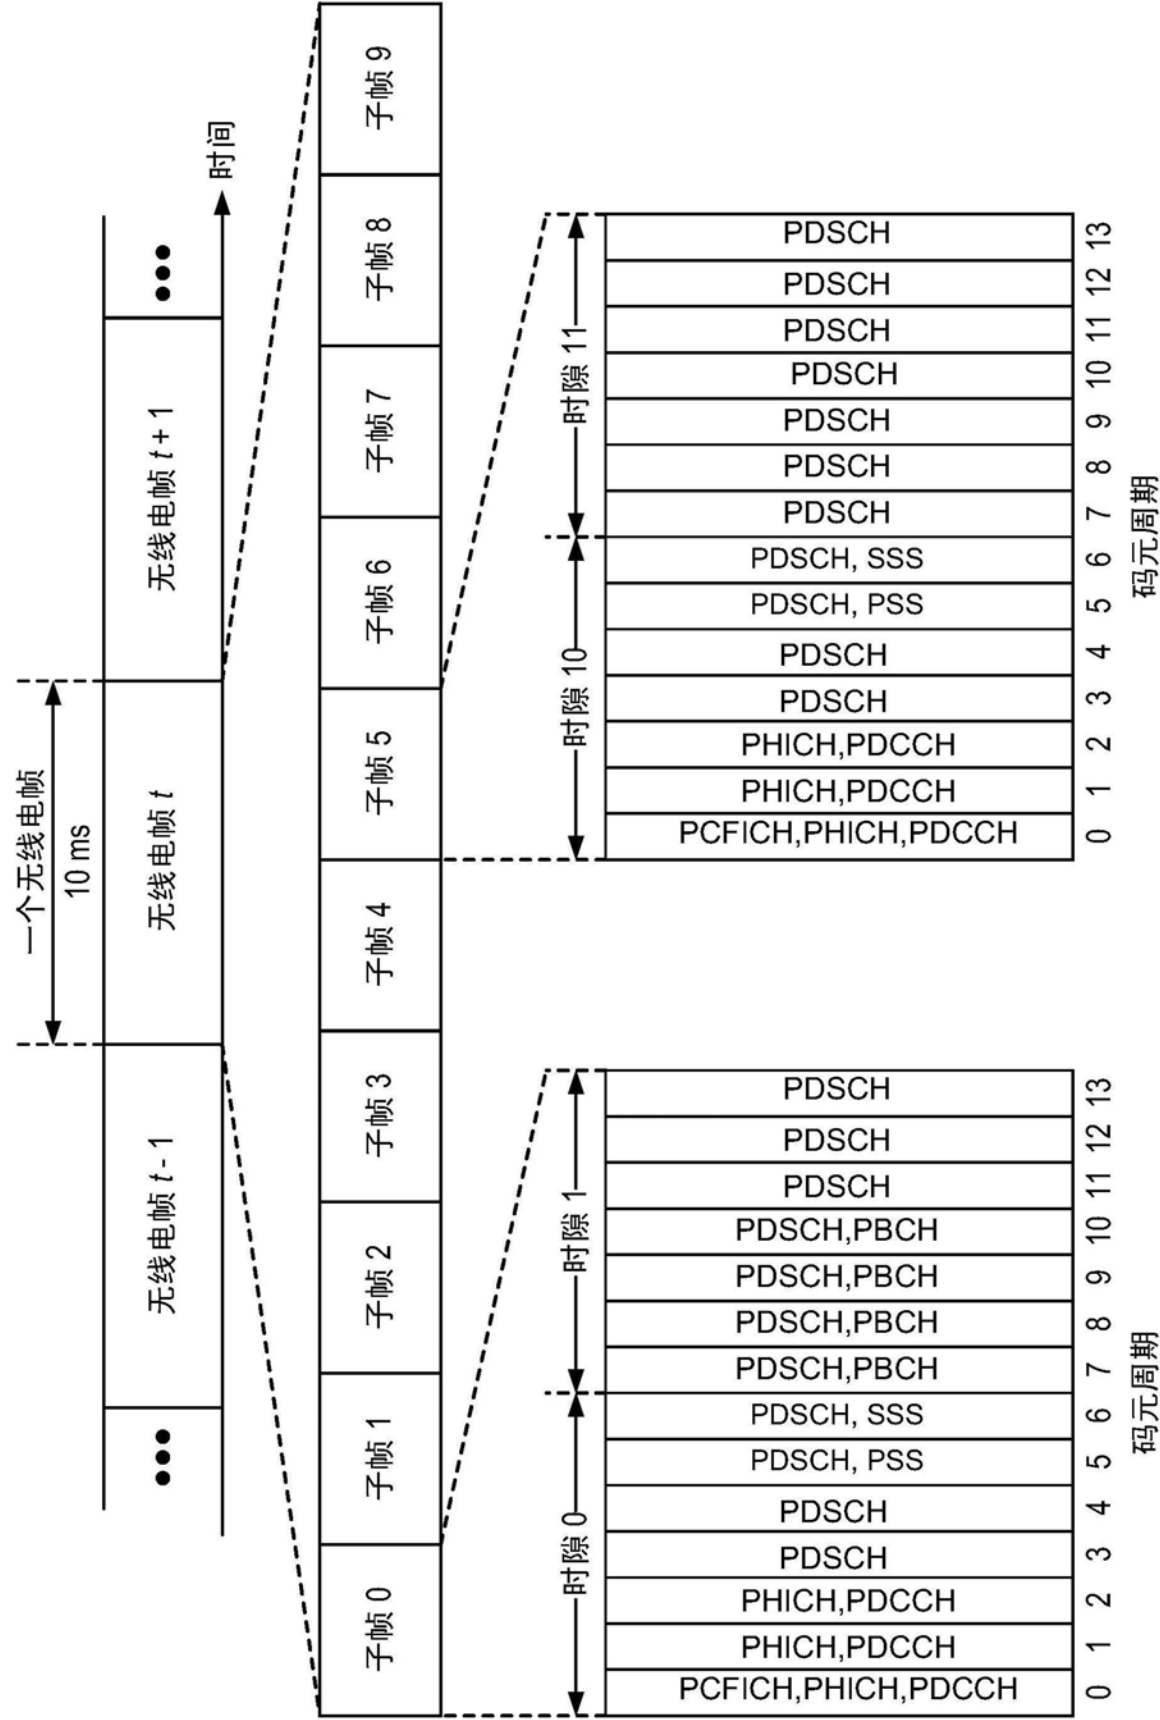 一个无线电帧
10 ms
••• 无线电帧 t - 1 无线电帧 t 无线电帧 t + 1 •••
时间
子帧 0 子帧 1 子帧 2 子帧 3 子帧 4 子帧 5 子帧 6 子帧 7 子帧 8 子帧 9
时隙 0 时隙 1
PCFICH,PHICH,PDCCH
PHICH,PDCCH
PHICH,PDCCH
PDSCH
PDSCH
PDSCH, PSS
PDSCH, SSS
PDSCH,PBCH
PDSCH,PBCH
PDSCH,PBCH
PDSCH,PBCH
PDSCH
PDSCH
PDSCH
0 1 2 3 4 5 6 7 8 9 10 11 12 13
码元周期
时隙 10 时隙 11
PCFICH,PHICH,PDCCH
PHICH,PDCCH
PHICH,PDCCH
PDSCH
PDSCH
PDSCH, PSS
PDSCH, SSS
PDSCH
PDSCH
PDSCH
PDSCH
PDSCH
PDSCH
PDSCH
0 1 2 3 4 5 6 7 8 9 10 11 12 13
码元周期